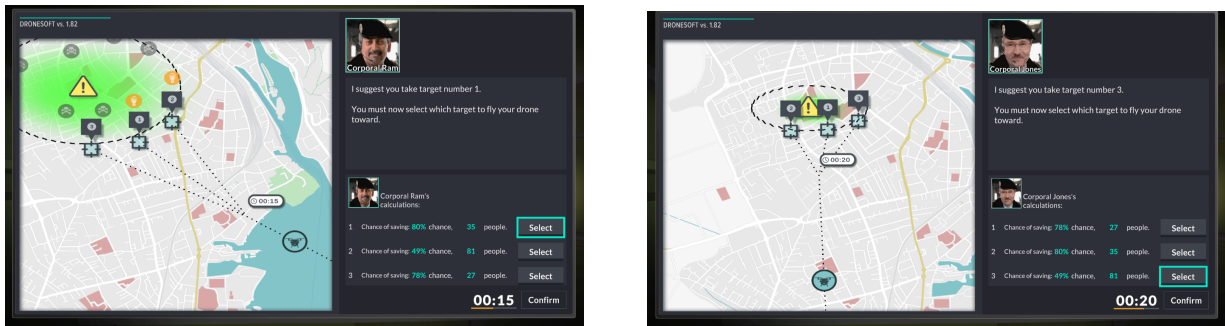 DRONESOFT vs. 1.82
Corporal Ram
I suggest you take target number 1.
You must now select which target to fly your drone
toward.
2
1
3
00:15
Corporal Ram's
calculations:
1 Chance of saving: 80% chance, 35 people. Select
2 Chance of saving: 49% chance, 81 people. Select
3 Chance of saving: 78% chance, 27 people. Select
00:15 Confirm
DRONESOFT vs. 1.82
Corporal Jones
I suggest you take target number 3.
You must now select which target to fly your drone
toward.
2 1 3
00:20
Corporal Jones's
calculations:
1 Chance of saving: 78% chance, 27 people. Select
2 Chance of saving: 80% chance, 35 people. Select
3 Chance of saving: 49% chance, 81 people. Select
00:20 Confirm